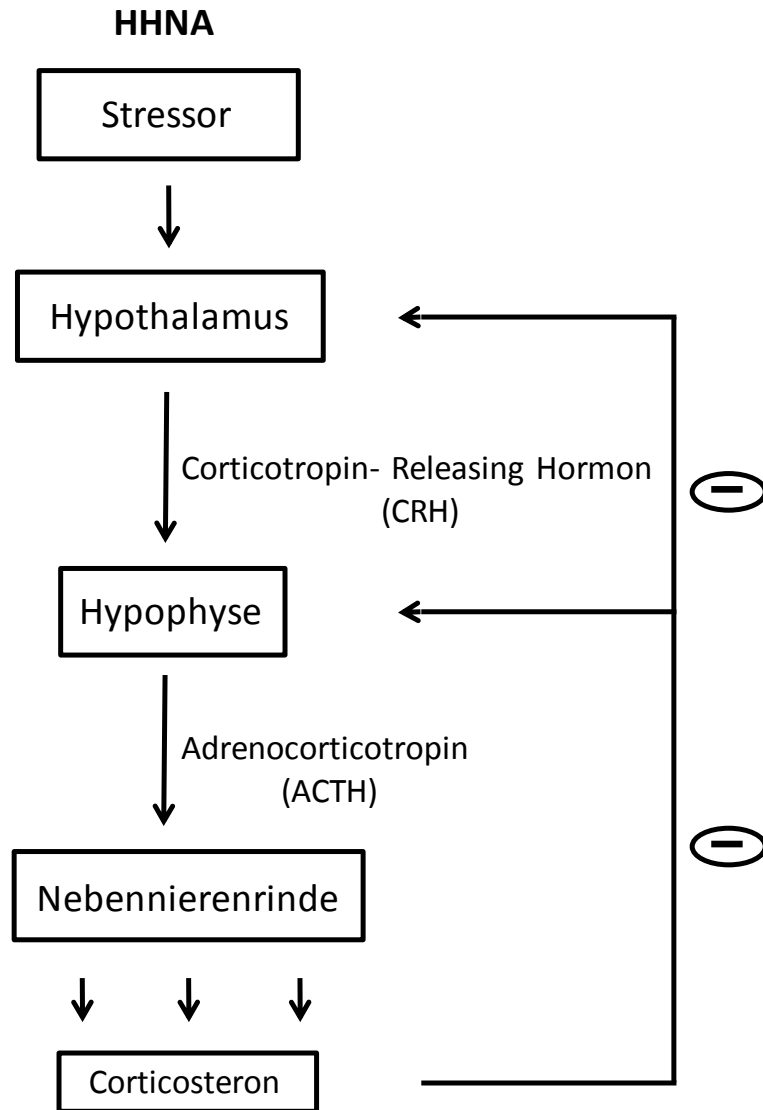 HHNA
Stressor
Hypothalamus
Corticotropin- Releasing Hormon
(CRH)
Hypophyse
Adrenocorticotropin
(ACTH)
Nebennierenrinde
Corticosteron